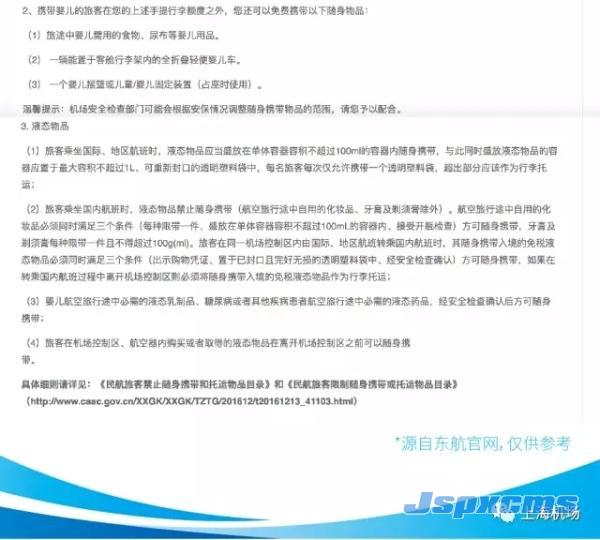 2、携带婴儿的旅客在您的上述手提行李额度之外，您还可以免费携带以下随身物品：
（1）旅途中婴儿需用的食物、尿布等婴儿用品。
（2） 一辆能置于客舱行李架内的全折叠轻便婴儿车。
（3） 一个婴儿摇篮或儿童/婴儿固定装置（占座时使用）。
温馨提示：机场安全检查部门可能会根据安保情况调整随身携带物品的范围，请您予以配合。
3. 液态物品
（1）旅客乘坐国际、地区航班时，液态物品应当盛放在单体容器容积不超过100ml的容器内随身携带，与此同时盛放液态物品的容
器应置于最大容积不超过1L、可重新封口的透明塑料袋中，每名旅客每次仅允许携带一个透明塑料袋，超出部分应该作为行李托
运；
（2）旅客乘坐国内航班时，液态物品禁止随身携带（航空旅行途中自用的化妆品、牙膏及剃须膏除外）。航空旅行途中自用的化
妆品必须同时满足三个条件（每种限带一件、盛放在单体容器容积不超过100ml的容器内、接受开瓶检查）方可随身携带，牙膏及
剃须膏每种限带一件且不得超过100g(ml)。旅客在同一机场控制区内由国际、地区航班转乘国内航班时，其随身携带入境的免税液
态物品必须同时满足三个条件（出示购物凭证、置于已封口且完好无损的透明塑料袋中、经安全检查确认）方可随身携带，如果在
转乘国内航班过程中离开机场控制区则必须将随身携带入境的免税液态物品作为行李托运；
（3）婴儿航空旅行途中必需的液态乳制品、糖尿病或者其他疾病患者航空旅行途中必需的液态药品，经安全检查确认后方可随身
携带；
（4）旅客在机场控制区、航空器内购买或者取得的液态物品在离开机场控制区之前可以随身携
带。
具体细则请详见：《民航旅客禁止随身携带和托运物品目录》和《民航旅客限制随身携带或托运物品目录》
（http://www.caac.gov.cn/XXGK/XXGK/TZTG/201612/t20161213_41103.html）
*源自东航官网,仅供参考
Jspxcms
上海机场